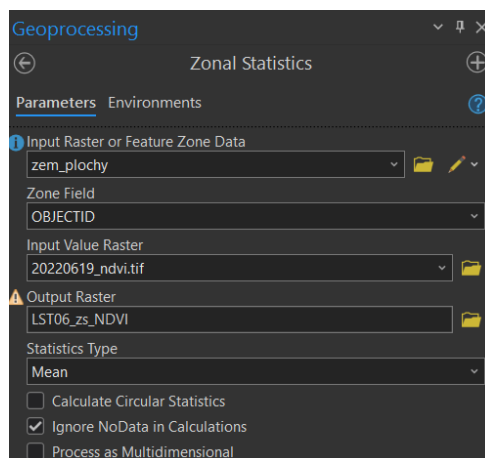 Geoprocessing
Zonal Statistics
Parameters Environments
Input Raster or Feature Zone Data
zem_plochy
Zone Field
OBJECTID
Input Value Raster
20220619_ndvi.tif
Output Raster
LST06_zs_NDVI
Statistics Type
Mean
Calculate Circular Statistics
Ignore NoData in Calculations
Process as Multidimensional